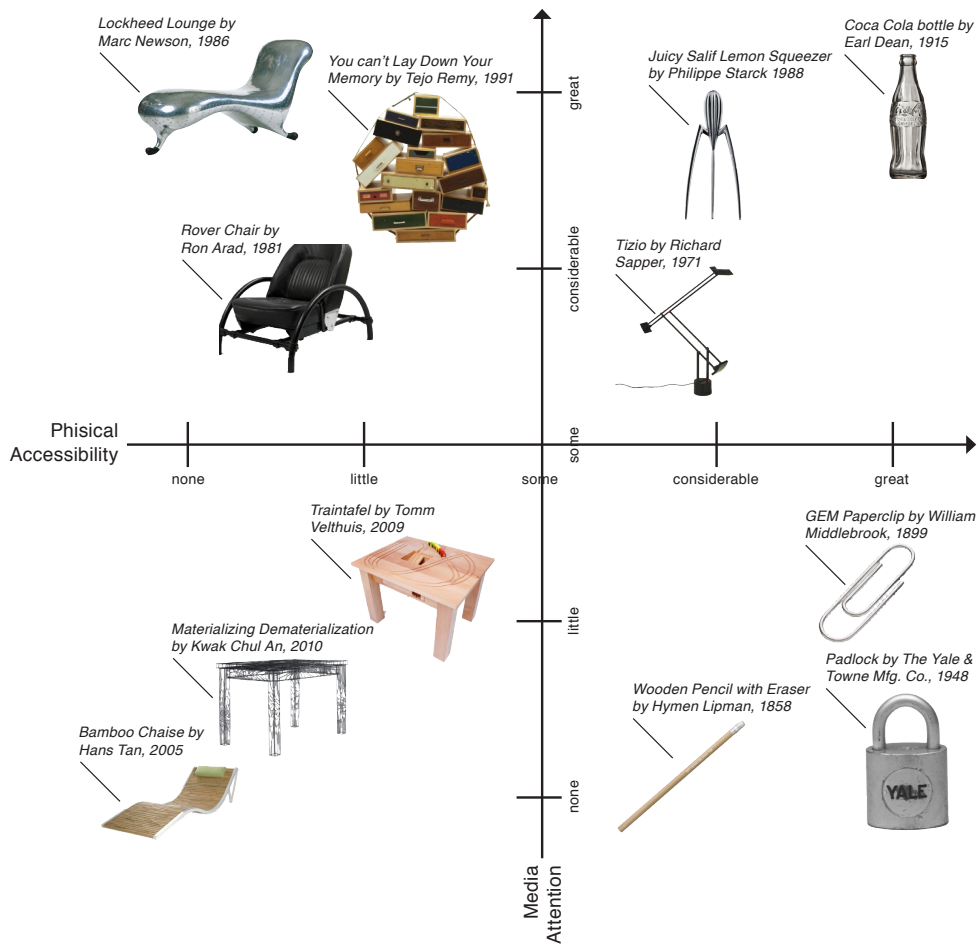 Lockheed Lounge by
Marc Newson, 1986
You can't Lay Down Your
Memory by Tejo Remy, 1991
Juicy Salif Lemon Squeezer
by Philippe Starck 1988
Coca Cola bottle by
Earl Dean, 1915
great
Rover Chair by
Ron Arad, 1981
considerable
Tizio by Richard
Sapper, 1971
Phisical
Accessibility
some
none
little
some
considerable
great
Traintafel by Tomm
Velthuis, 2009
GEM Paperclip by William
Middlebrook, 1899
little
Materializing Dematerialization
by Kwak Chul An, 2010
Padlock by The Yale &
Towne Mfg. Co., 1948
Wooden Pencil with Eraser
by Hymen Lipman, 1858
Bamboo Chaise by
Hans Tan, 2005
none
YALE
Media
Attention